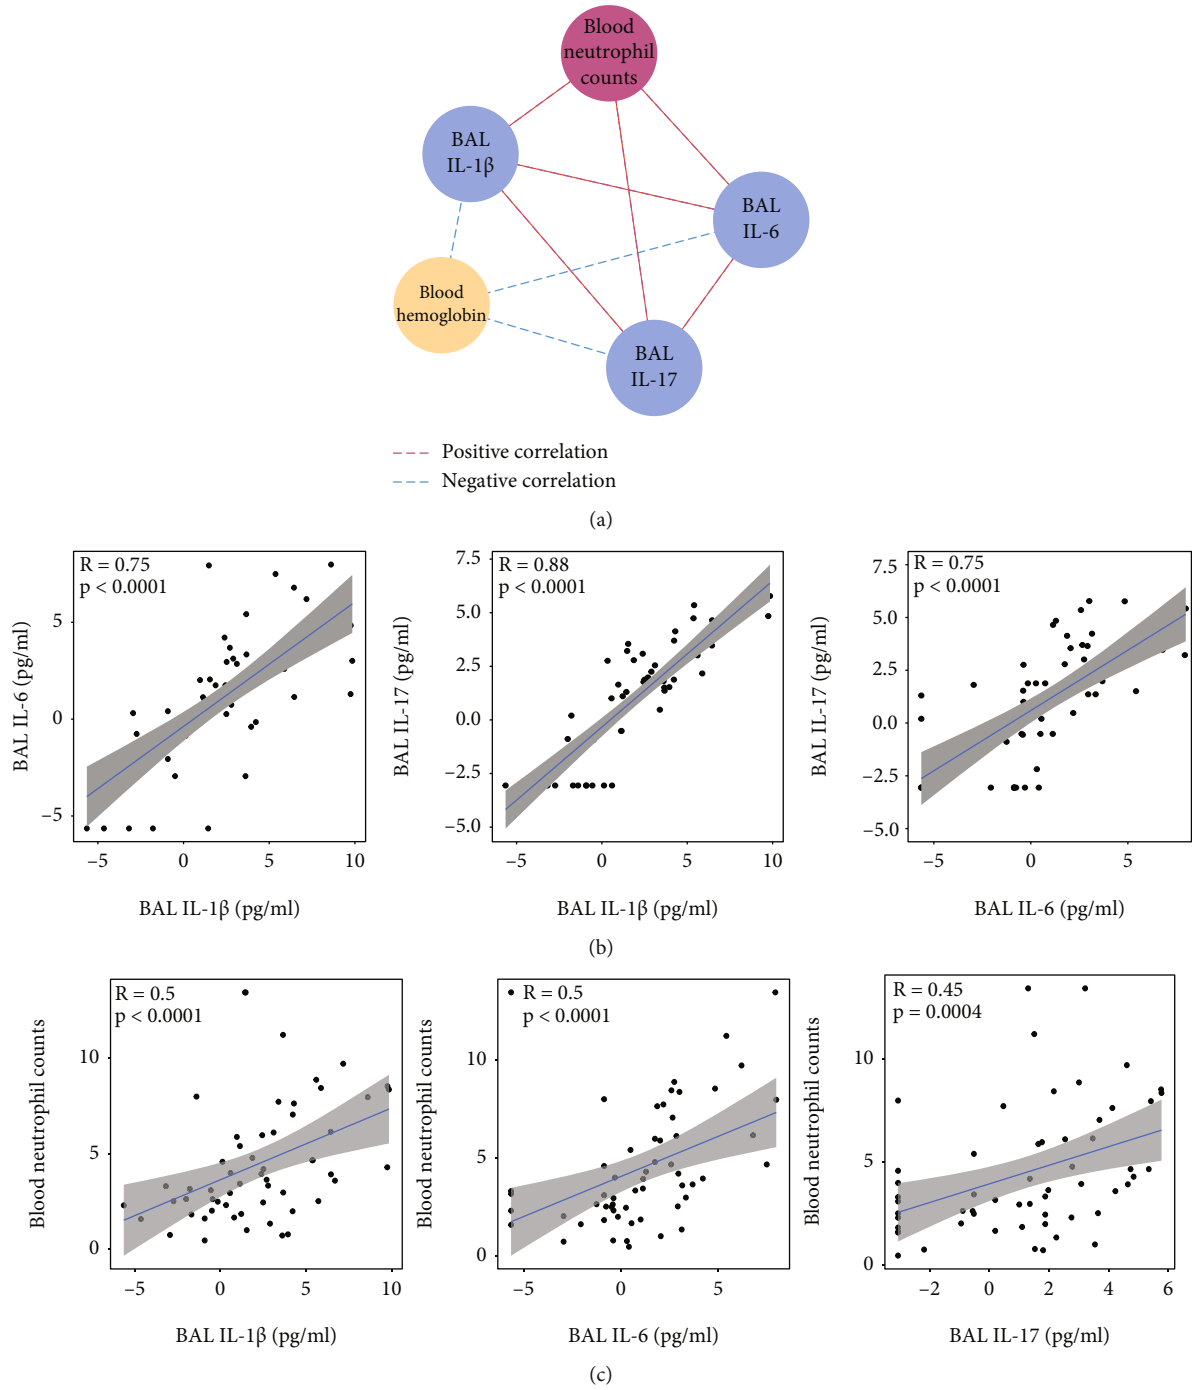 Blood
neutrophil
counts
BAL
IL-1β
BAL
IL-6
Blood
hemoglobin
BAL
IL-17
Positive correlation
Negative correlation
(a)
R = 0.75
p < 0.0001
BAL IL-6 (pg/ml)
5
0
−5
−5 0 5 10
BAL IL-1β (pg/ml)
R = 0.88
p < 0.0001
BAL IL-17 (pg/ml)
7.5
5.0
2.5
0.0
−2.5
−5.0
−5 0 5 10
BAL IL-1β (pg/ml)
R = 0.75
p < 0.0001
BAL IL-17 (pg/ml)
7.5
5.0
2.5
0.0
−2.5
−5.0
−5 0 5
BAL IL-6 (pg/ml)
(b)
R = 0.5
p < 0.0001
Blood neutrophil counts
10
5
0
−5 0 5 10
BAL IL-1β (pg/ml)
R = 0.5
p < 0.0001
Blood neutrophil counts
10
5
0
−5 0 5
BAL IL-6 (pg/ml)
R = 0.45
p = 0.0004
Blood neutrophil counts
10
5
0
−2 0 2 4 6
BAL IL-17 (pg/ml)
(c)